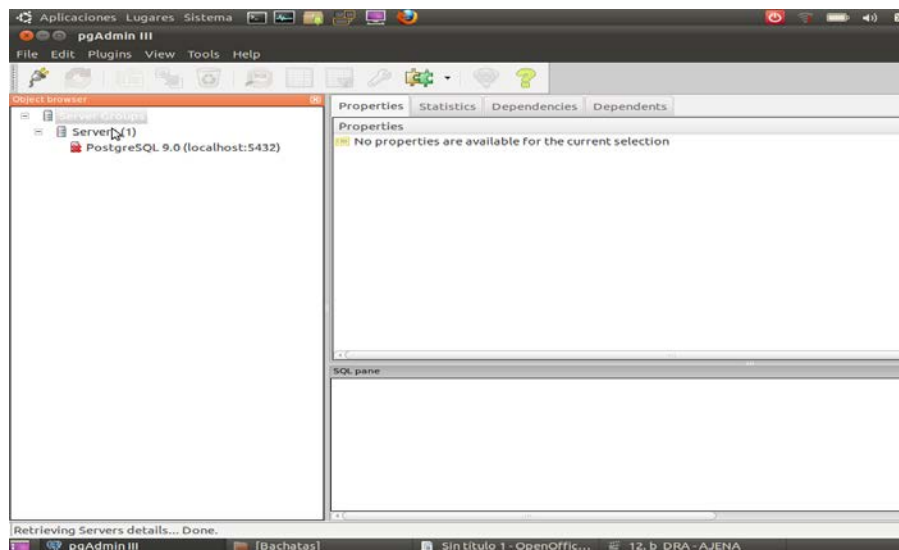 Aplicaciones Lugares Sistema
pgAdmin III
File Edit Plugins View Tools Help
Object browser
Server Groups
Servers (1)
PostgreSQL 9.0 (localhost:5432)
Properties Statistics Dependencies Dependents
Properties
No properties are available for the current selection
SQL pane
Retrieving Servers details... Done.
pgAdmin III
[Bachatas]
Sin título 1 - OpenOffic...
12. b DRA-AJENA